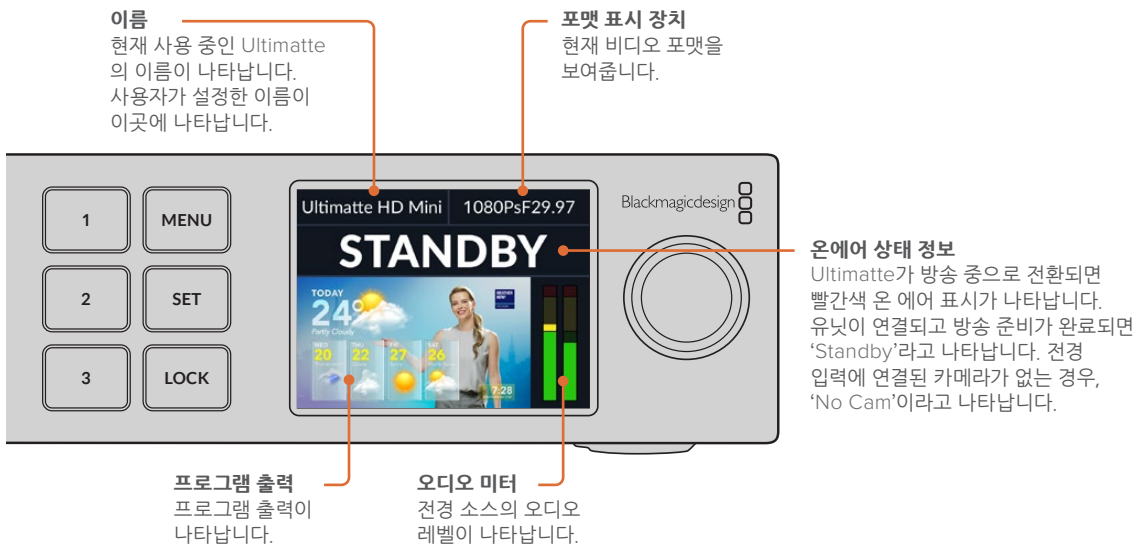 이름
현재 사용 중인 Ultimatte
의 이름이 나타납니다.
사용자가 설정한 이름이
이곳에 나타납니다.
포맷 표시 장치
현재 비디오 포맷을
보여줍니다.
1
MENU
2
SET
3
LOCK
Ultimatte HD Mini
1080PsF29.97
STANDBY
TODAY
24°
Partly Cloudy
WED THU FRI SAT
20 22 27 26
7:28
Blackmagicdesign
온에어 상태 정보
Ultimatte가 방송 중으로 전환되면
빨간색 온 에어 표시가 나타납니다.
유닛이 연결되고 방송 준비가 완료되면
‘Standby’라고 나타납니다. 전경
입력에 연결된 카메라가 없는 경우,
‘No Cam’이라고 나타납니다.
프로그램 출력
프로그램 출력이
나타납니다.
오디오 미터
전경 소스의 오디오
레벨이 나타납니다.